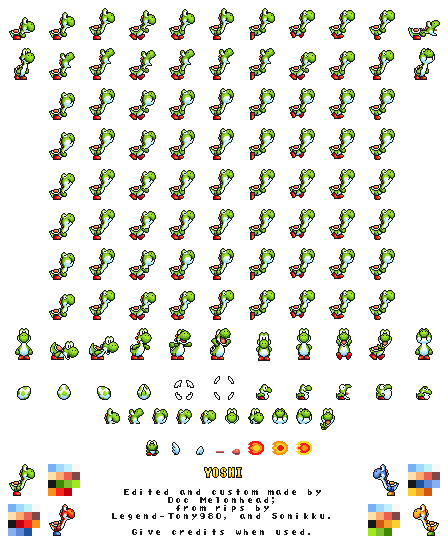 YOSHI
Edited and custom made by
Doc Melonhead;
from rips by
Legend-Tony980, and Sonikku.
Give credits when used.